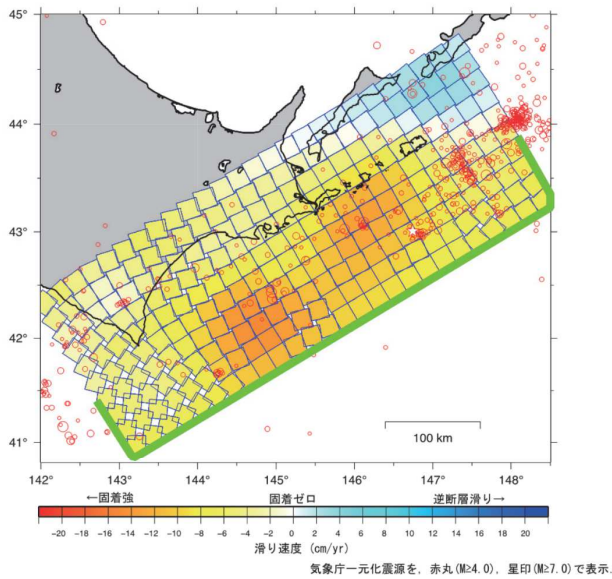 45°
44°
43°
42°
41°
100 km
142° 143° 144° 145° 146° 147° 148°
←固着強 固着ゼロ 逆断層滑り→
-20 -18 -16 -14 -12 -10 -8 -6 -4 -2 0 2 4 6 8 10 12 14 16 18 20
滑り速度 (cm/yr)
気象庁一元化震源を，赤丸(M≥4.0)，星印(M≥7.0)で表示.